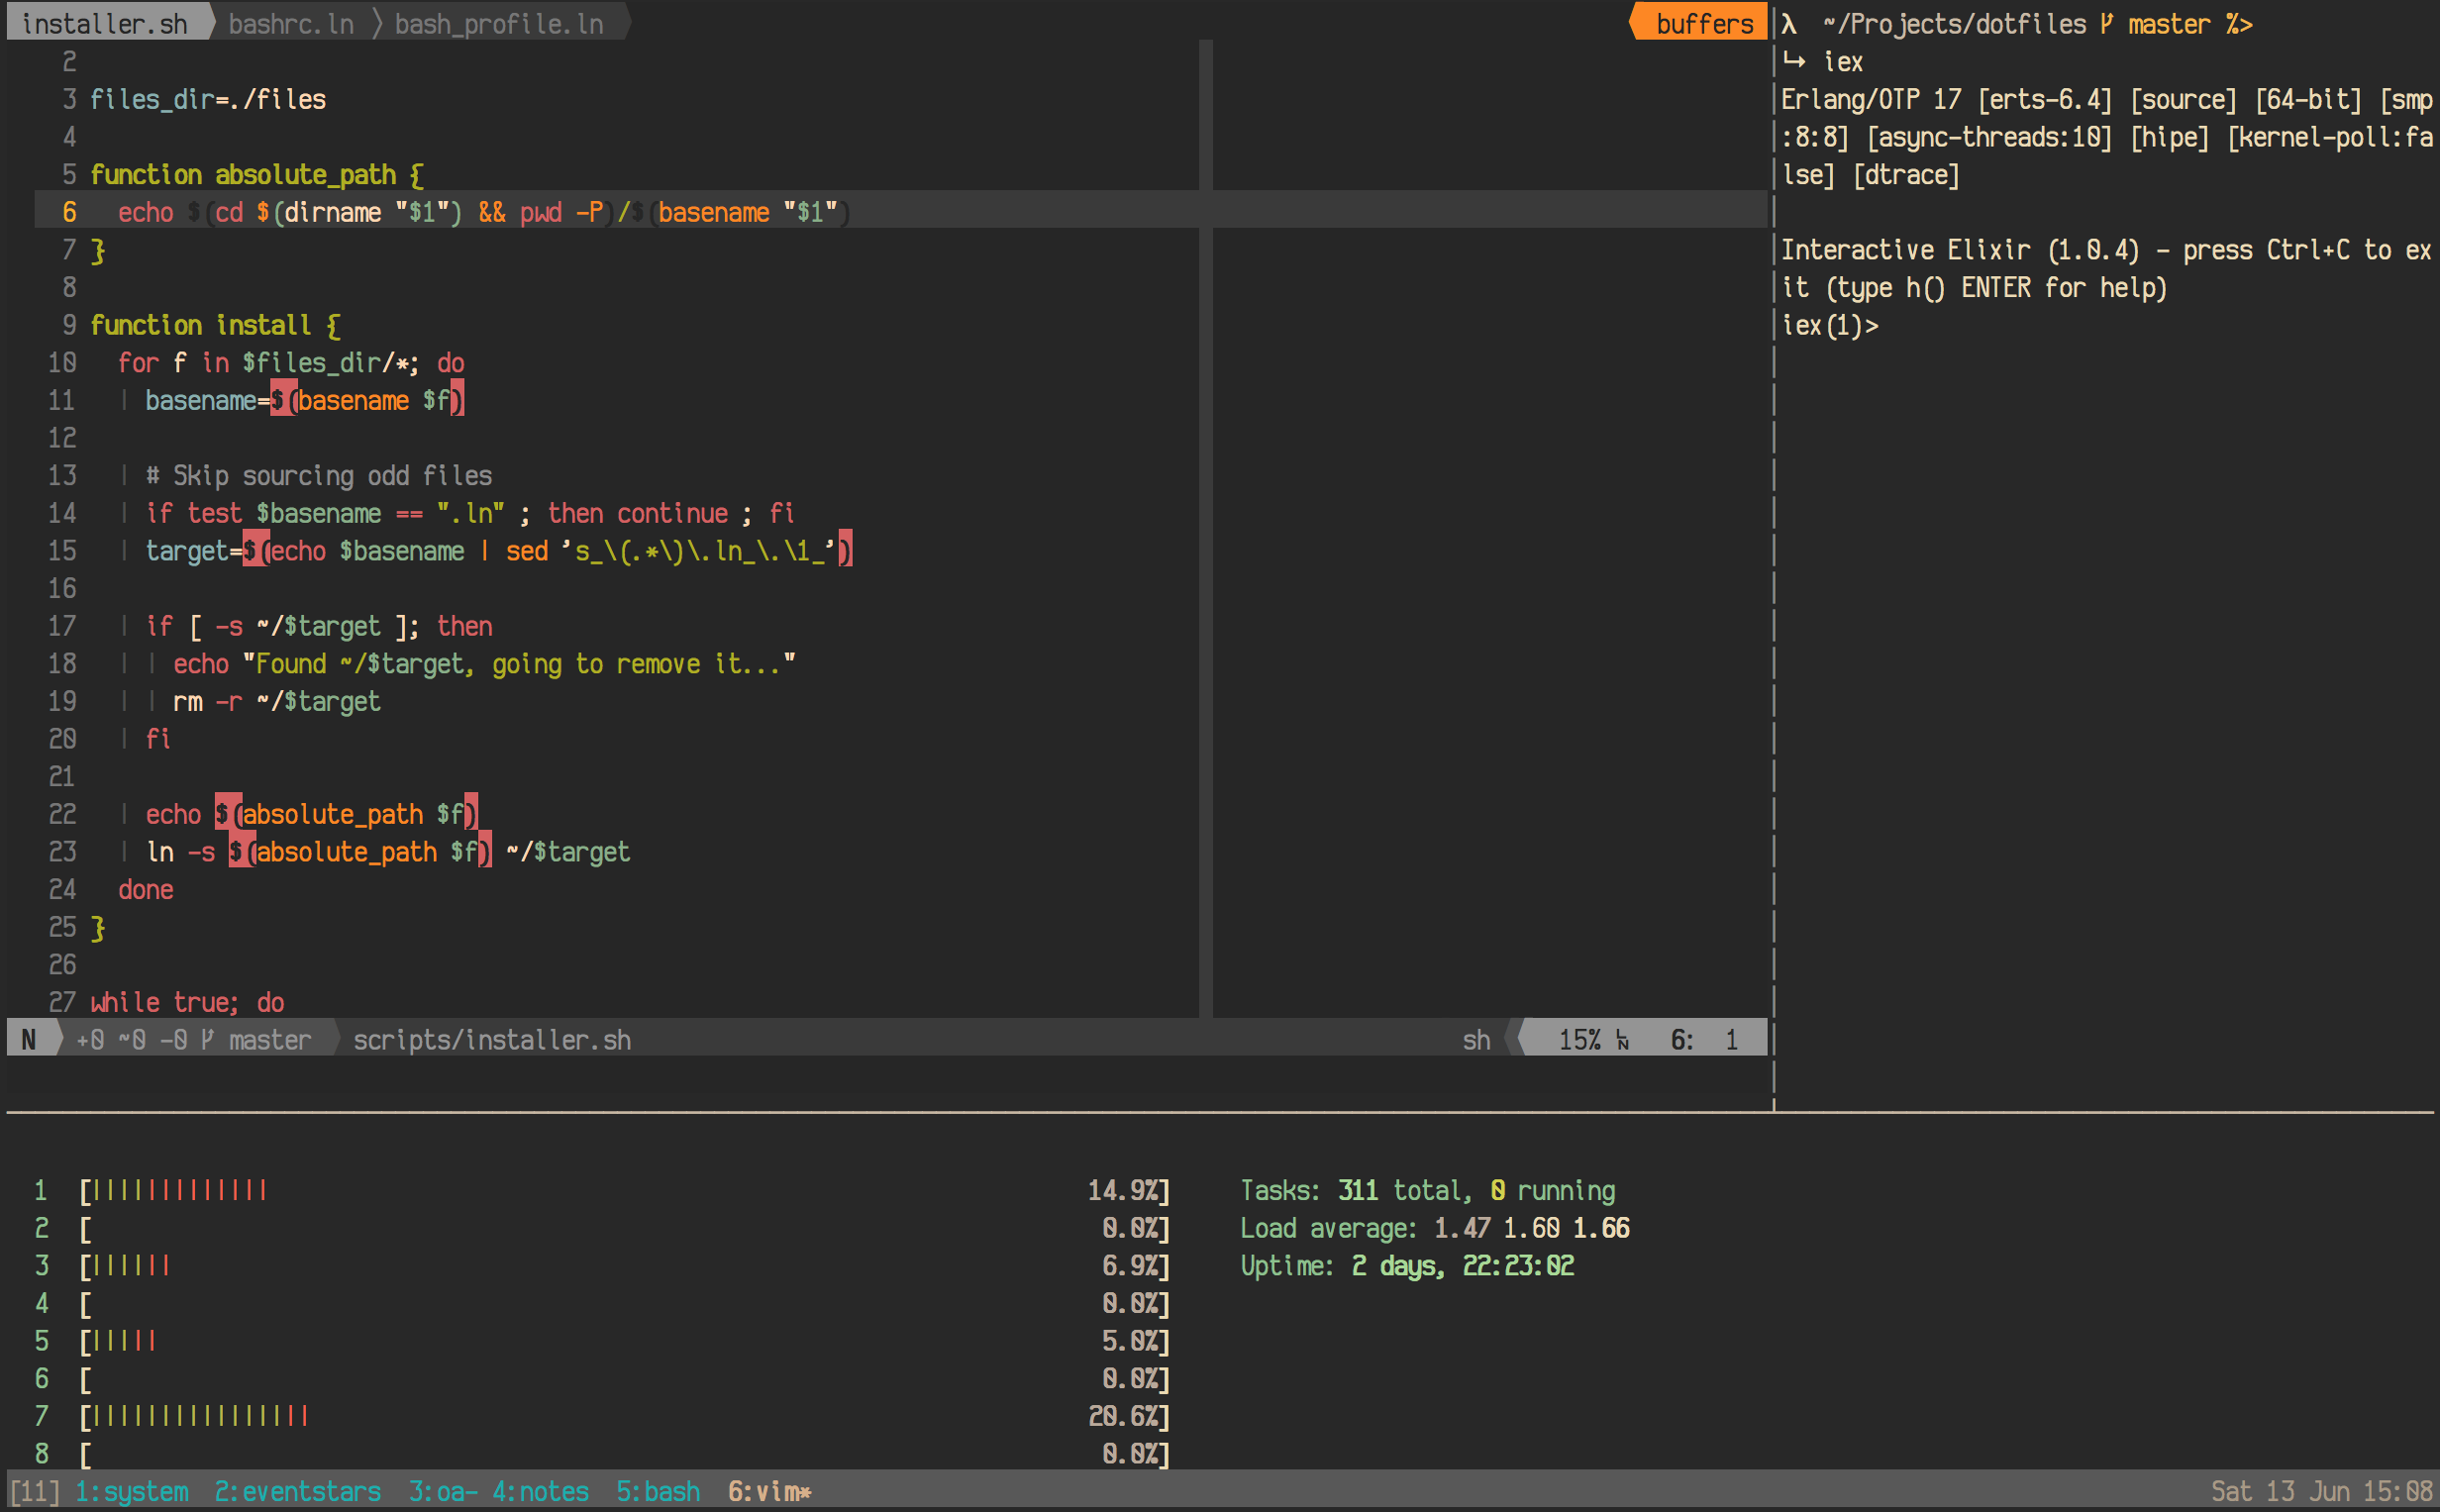 installer.sh bashrc.ln bash_profile.ln buffers
2
3 files_dir=./files
4
5 function absolute_path {
6   echo $(cd $(dirname "$1") && pwd -P)/$(basename "$1")
7 }
8
9 function install {
10   for f in $files_dir/*; do
11   | basename=$(basename $f)
12
13   | # Skip sourcing odd files
14   | if test $basename == ".ln" ; then continue ; fi
15   | target=$(echo $basename | sed 's_\(.*\)\.ln_\.\1_')
16
17   | if [ -s ~/$target ]; then
18   | | echo "Found ~/$target, going to remove it..."
19   | | rm -r ~/$target
20   | fi
21
22   | echo $(absolute_path $f)
23   | ln -s $(absolute_path $f) ~/$target
24   done
25 }
26
27 while true; do
N +0 ~0 -0 master scripts/installer.sh sh 15% LN 6: 1
λ ~/Projects/dotfiles master %>
↪ iex
Erlang/OTP 17 [erts-6.4] [source] [64-bit] [smp
:8:8] [async-threads:10] [hipe] [kernel-poll:fa
lse] [dtrace]
Interactive Elixir (1.0.4) - press Ctrl+C to ex
it (type h() ENTER for help)
iex(1)>
1 [||||||||||||| 14.9%]
2 [ 0.0%]
3 [|||||| 6.9%]
4 [ 0.0%]
5 [||||| 5.0%]
6 [ 0.0%]
7 [|||||||||||||||| 20.6%]
8 [ 0.0%]
Tasks: 311 total, 0 running
Load average: 1.47 1.60 1.66
Uptime: 2 days, 22:23:02
[11] 1:system 2:eventstars 3:oa- 4:notes 5:bash 6:vim* Sat 13 Jun 15:08